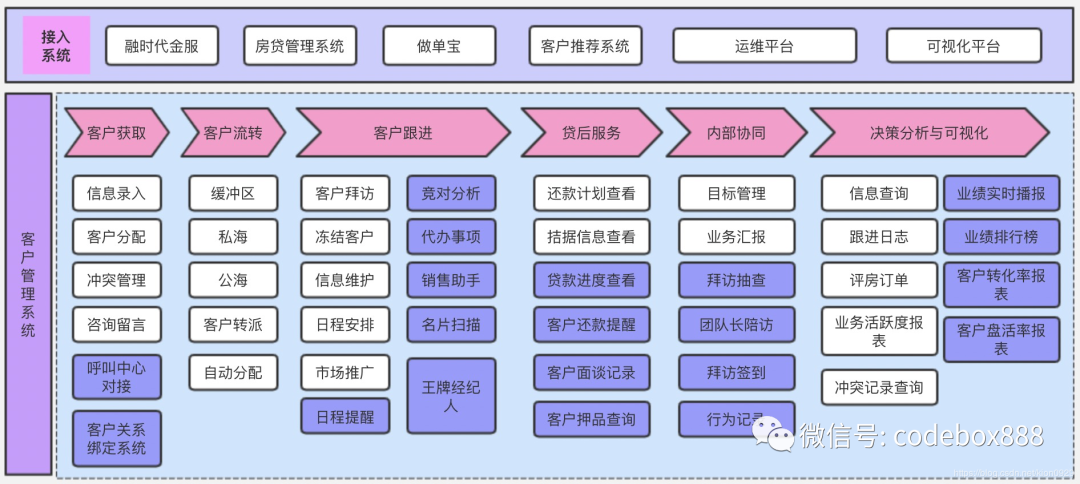 接入
系统
融时代金服
房贷管理系统
做单宝
客户推荐系统
运维平台
可视化平台
客户管理系统
客户获取
客户流转
客户跟进
贷后服务
内部协同
决策分析与可视化
信息录入
客户分配
冲突管理
咨询留言
呼叫中心
对接
客户关系
绑定系统
缓冲区
私海
公海
客户转派
自动分配
客户拜访
冻结客户
信息维护
日程安排
市场推广
日程提醒
竞对分析
代办事项
销售助手
名片扫描
王牌经纪
人
还款计划查看
拮据信息查看
贷款进度查看
客户还款提醒
客户面谈记录
客户押品查询
目标管理
业务汇报
拜访抽查
团队长陪访
拜访签到
行为记录
信息查询
跟进日志
评房订单
业务活跃度报
表
冲突记录查询
业绩实时播报
业绩排行榜
客户转化率报
表
客户盘活率报
表
微信号: codebox888